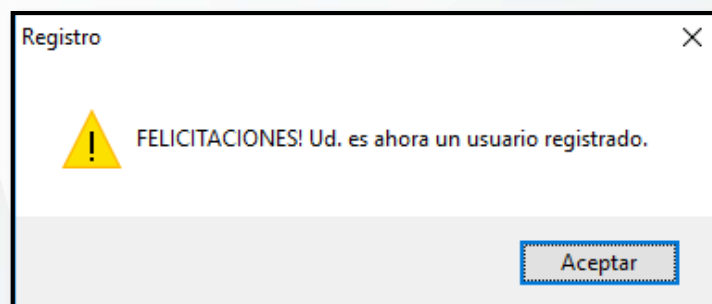 Registro
FELICITACIONES! Ud. es ahora un usuario registrado.
Aceptar